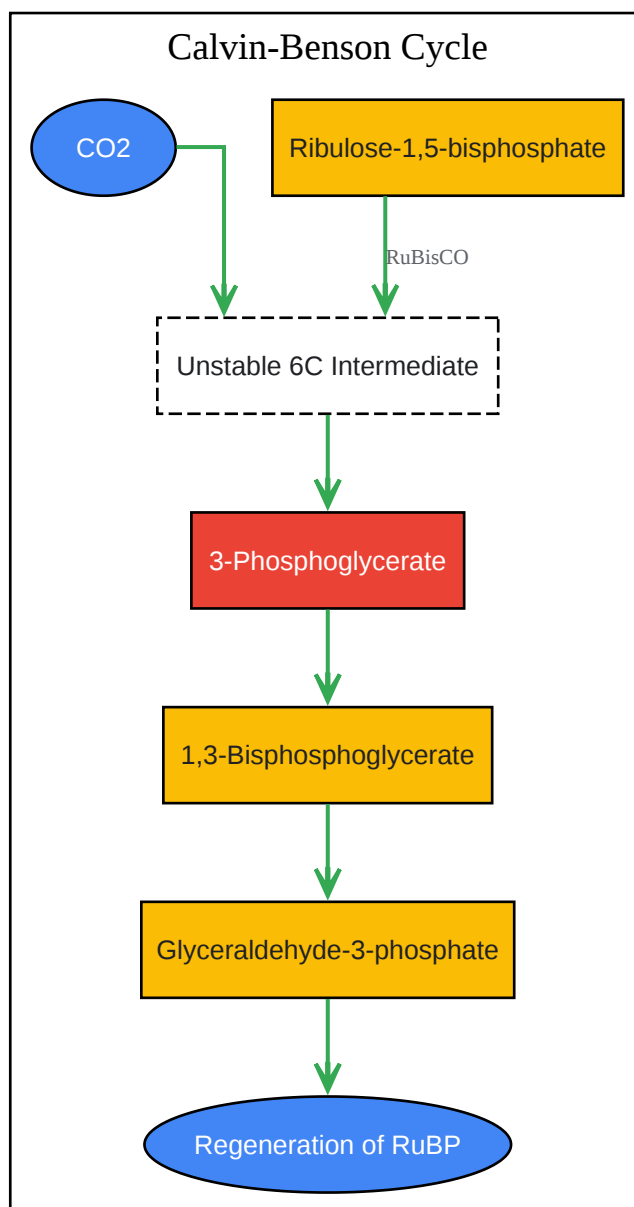 Calvin-Benson Cycle
CO2
Ribulose-1,5-bisphosphate
RuBisCO
Unstable 6C Intermediate
3-Phosphoglycerate
1,3-Bisphosphoglycerate
Glyceraldehyde-3-phosphate
Regeneration of RuBP